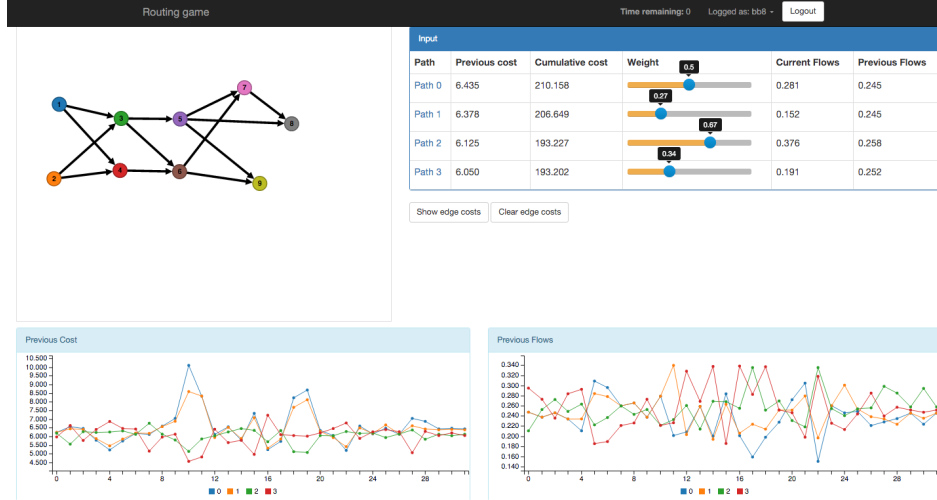 Routing game Time remaining: 0 Logged as: bb8 Logout
Input
Path Previous cost Cumulative cost Weight Current Flows Previous Flows
Path 0 6.435 210.158 0.5 0.281 0.245
Path 1 6.378 206.649 0.27 0.152 0.245
Path 2 6.125 193.227 0.67 0.376 0.258
Path 3 6.050 193.202 0.34 0.191 0.252
Show edge costs Clear edge costs
7
1
3 5 8
4 6
2 9
Previous Cost
10.500
10.000
9.500
9.000
8.500
8.000
7.500
7.000
6.500
6.000
5.500
5.000
4.500
0 4 8 12 16 20 24 28
0 1 2 3
Previous Flows
0.340
0.320
0.300
0.280
0.260
0.240
0.220
0.200
0.180
0.160
0.140
0 4 8 12 16 20 24 28
0 1 2 3